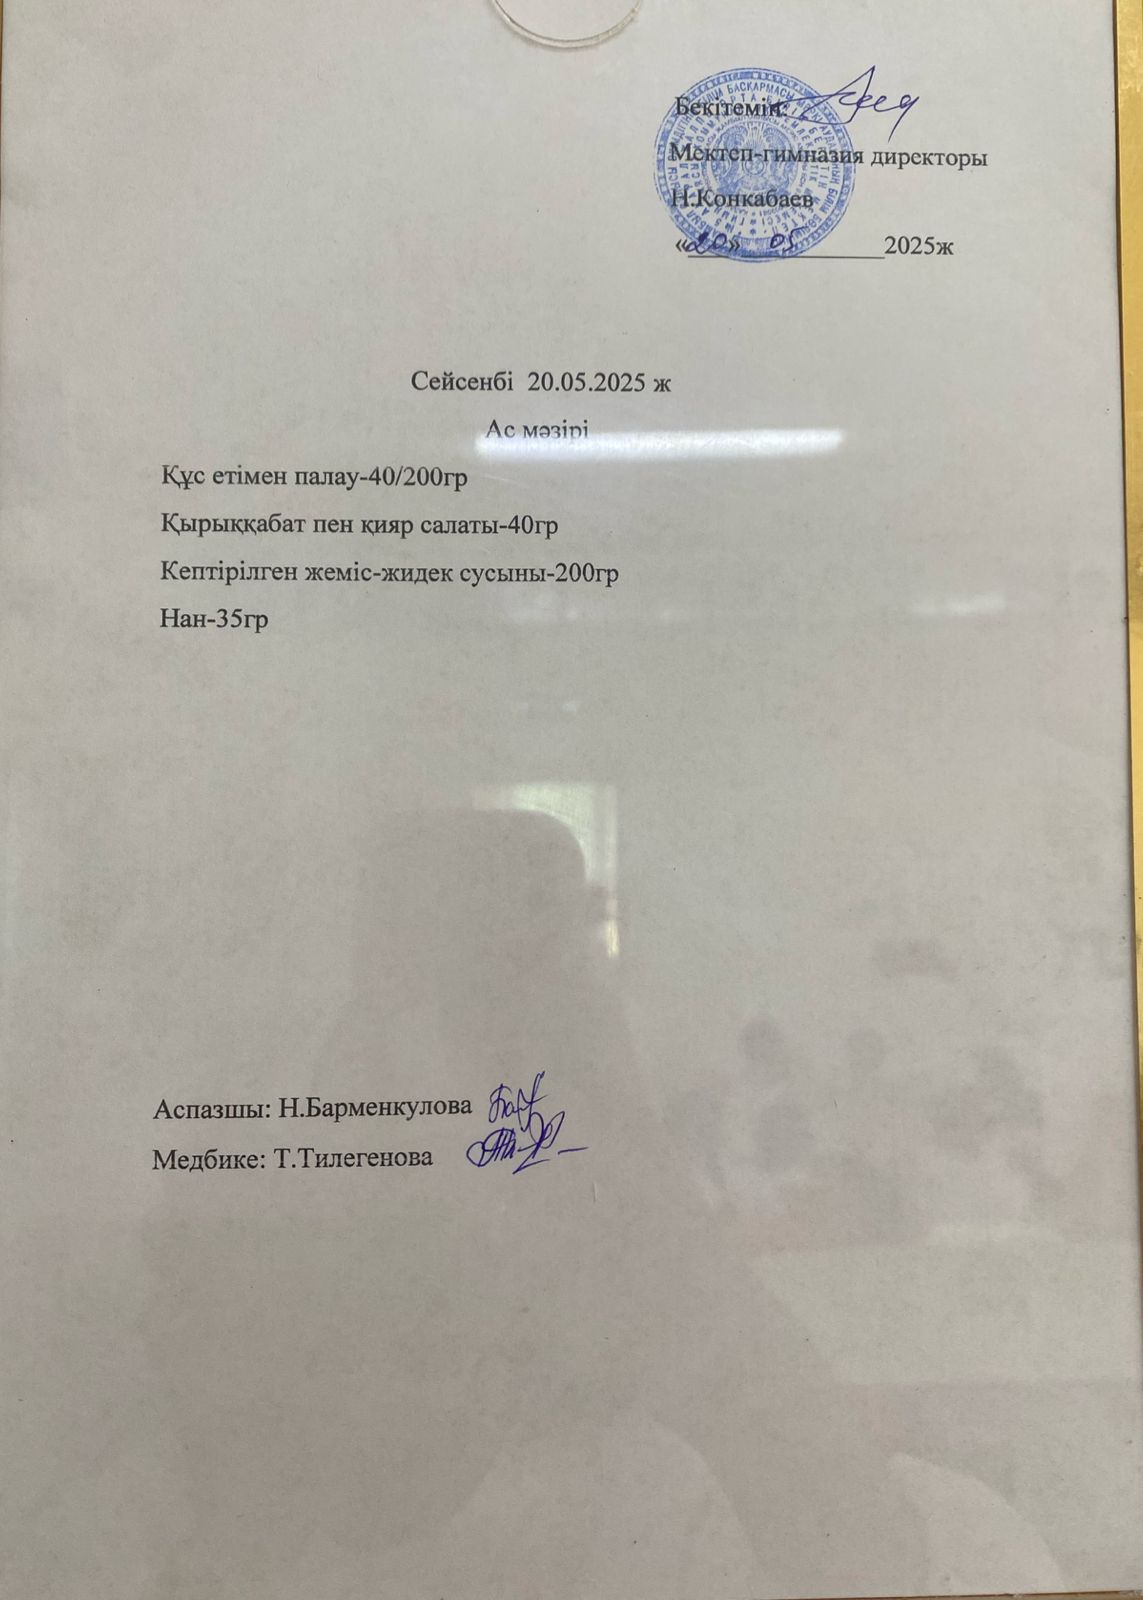 Бекітемін:
Мектеп-гимназия директоры
Н.Конкабаев
«20» 05 2025ж
Сейсенбі 20.05.2025 ж
Ас мәзірі
Құс етімен палау-40/200гр
Қырыққабат пен қияр салаты-40гр
Кептірілген жеміс-жидек сусыны-200гр
Нан-35гр
Аспазшы: Н.Барменкулова
Медбике: Т.Тилегенова